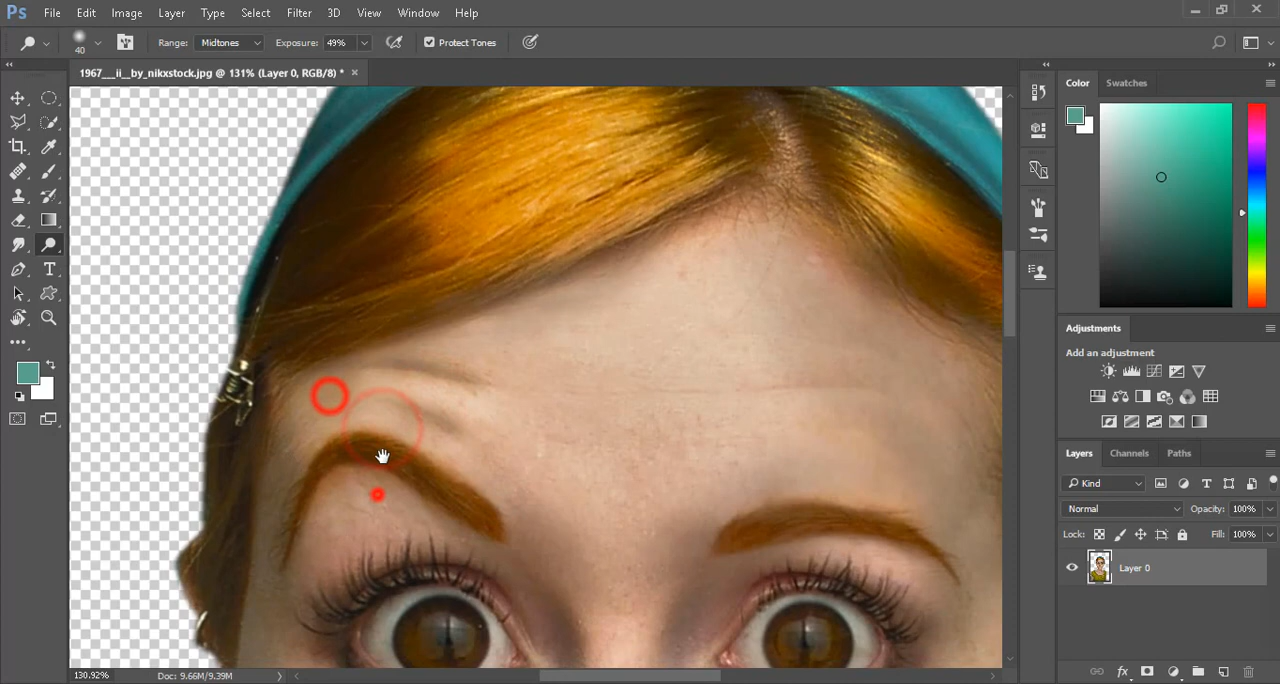 Ps File Edit Image Layer Type Select Filter 3D View Window Help
40 Range: Midtones Exposure: 49% Protect Tones
1967__ii__by_nikxstock.jpg @ 131% (Layer 0, RGB/8) *
Color Swatches
Adjustments
Add an adjustment
Layers Channels Paths
Kind
Normal Opacity: 100%
Lock: Fill: 100%
Layer 0
fx
130.92% Doc: 9.66M/9.39M